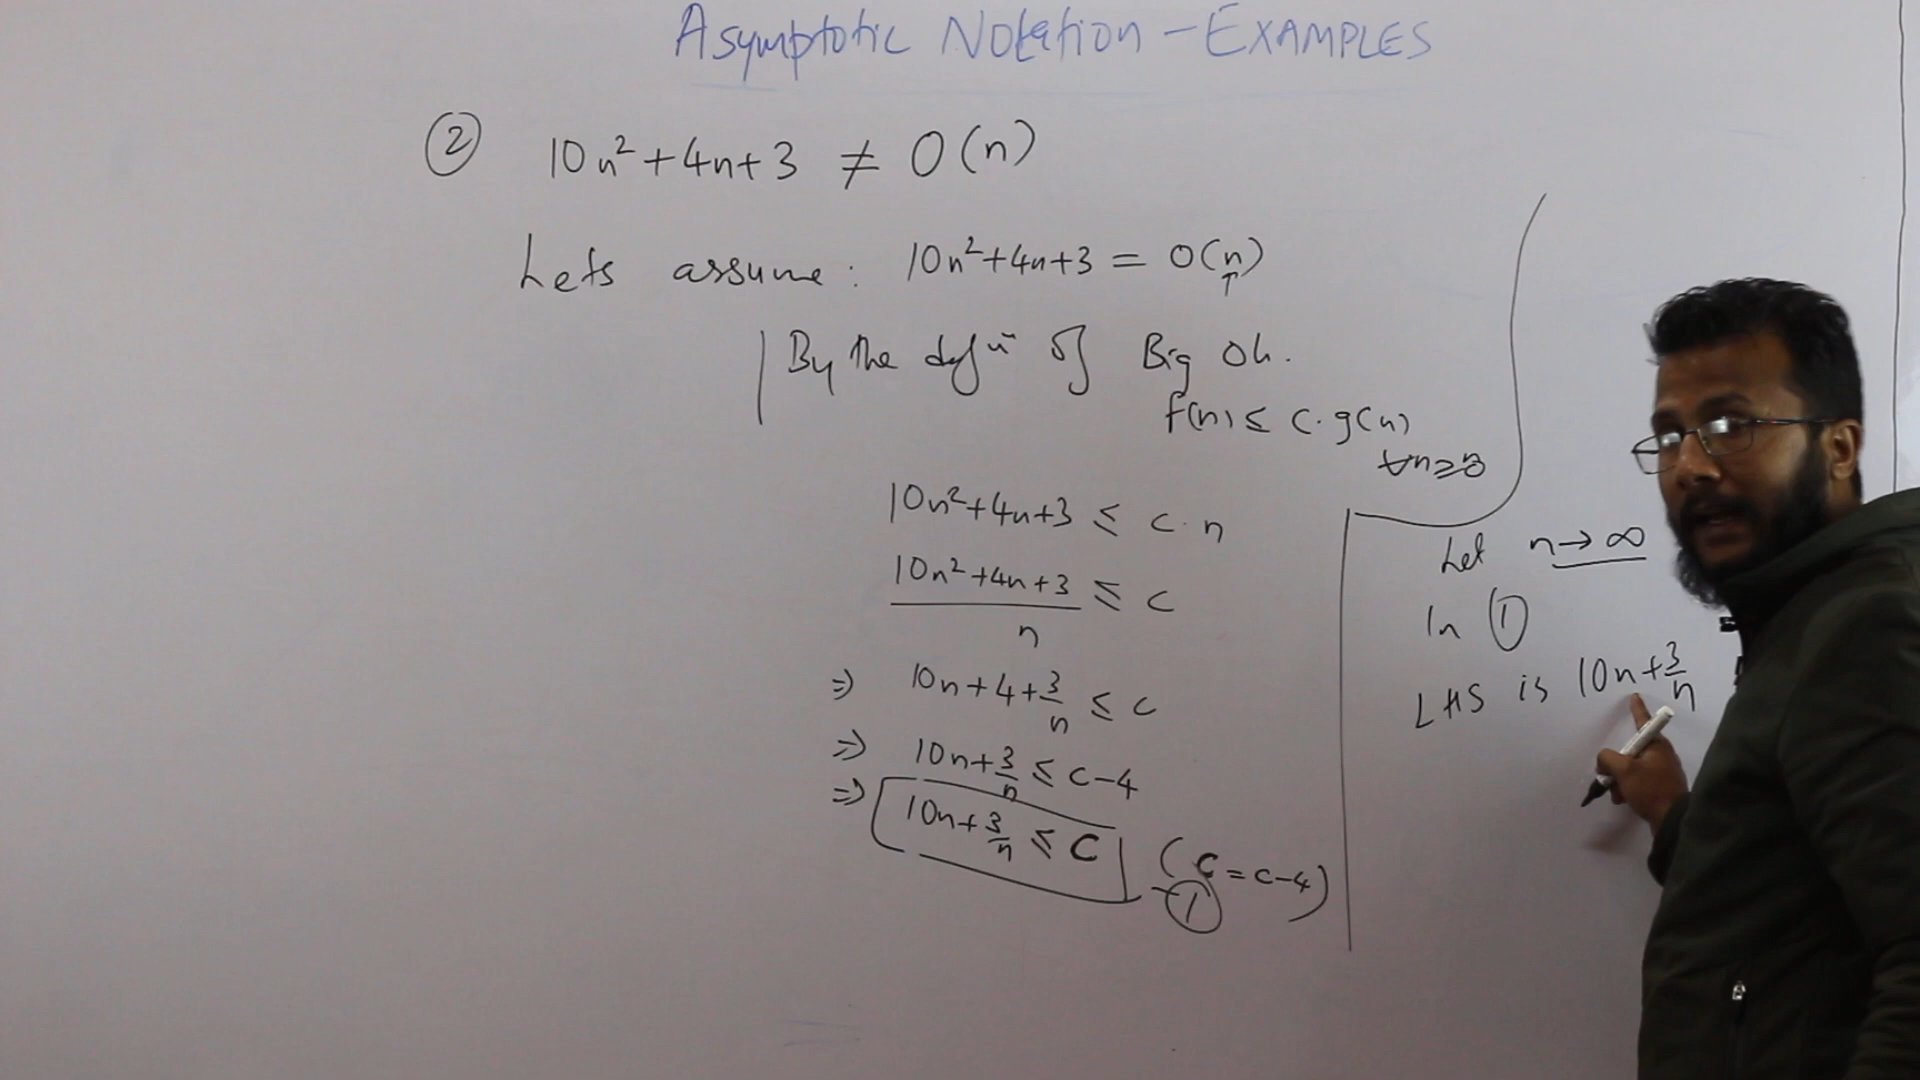 Asymptotic Notation - EXAMPLES
② 10n² + 4n + 3 ≠ O(n)
Lets assume: 10n² + 4n + 3 = O(n)
↑
By the defn of Big Oh.
f(n) ≤ c·g(n)
10n² + 4n + 3 ≤ c·n
(10n² + 4n + 3)/n ≤ c
⇒ 10n + 4 + 3/n ≤ c
⇒ 10n + 3/n ≤ c - 4
⇒ 10n + 3/n ≤ C - ① (C = c - 4)
Let n → ∞
In ①
LHS is 10n + 3/n